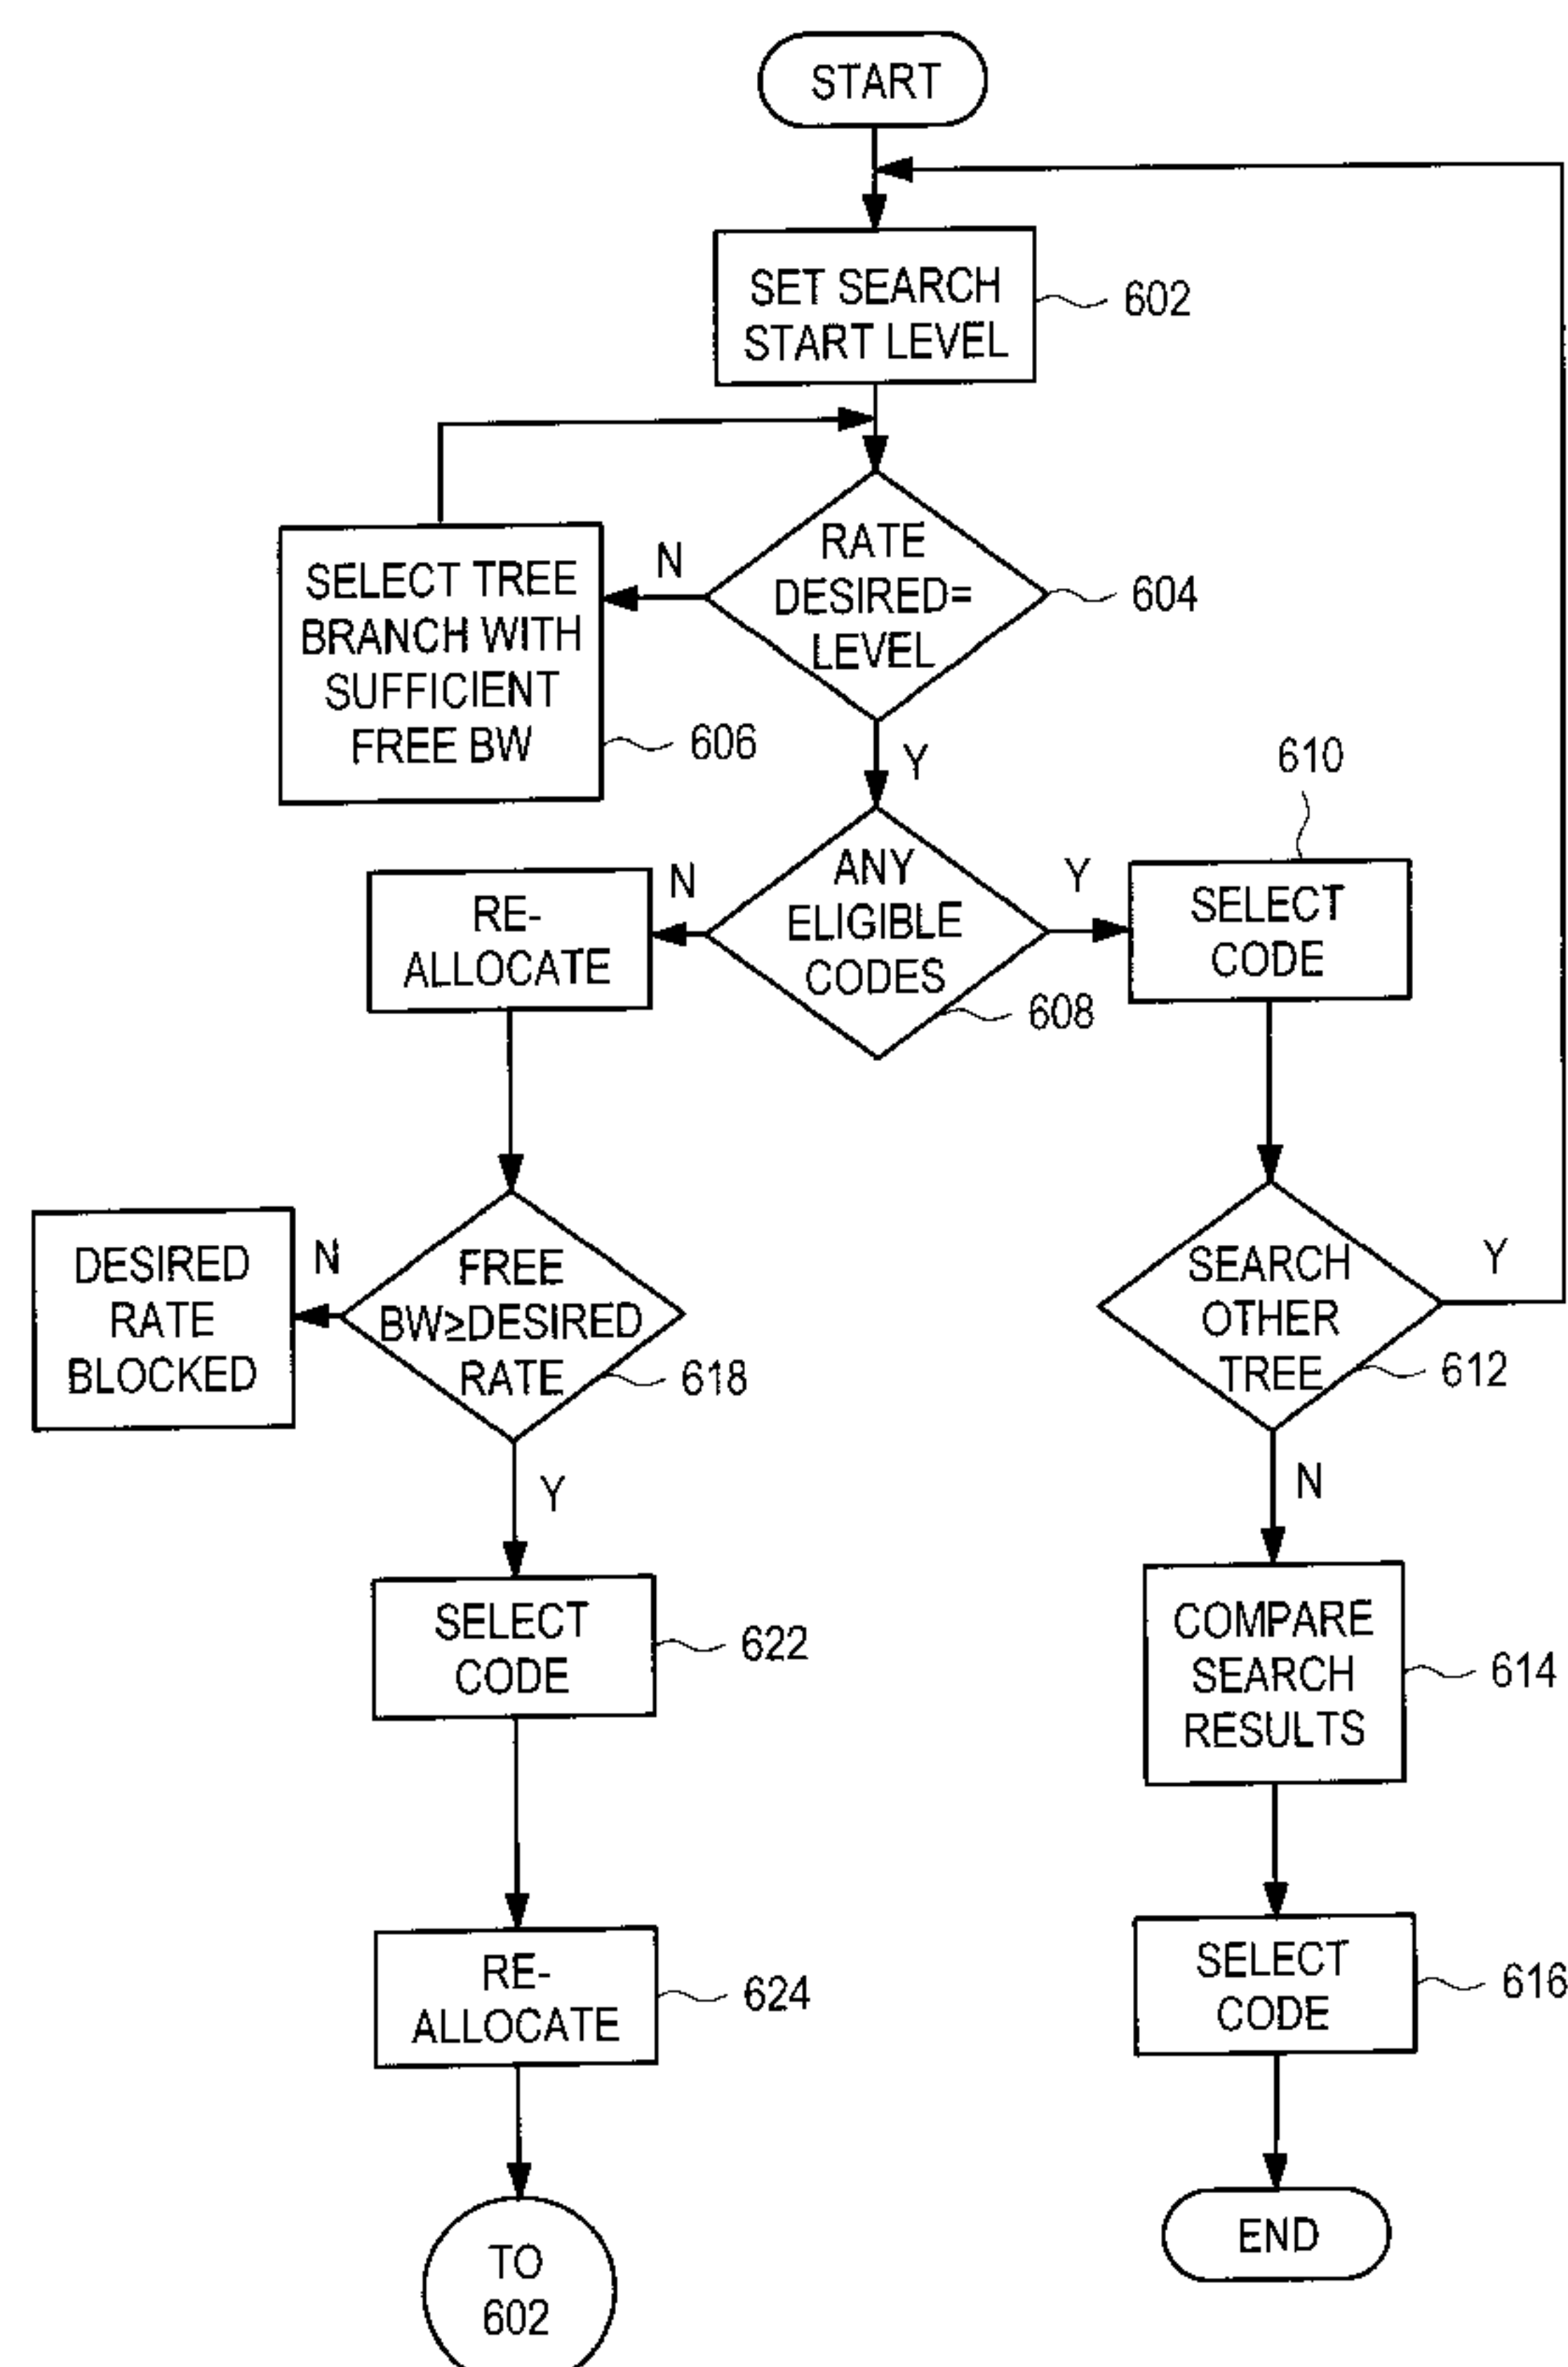 START
SET SEARCH
START LEVEL
602
RATE
DESIRED=
LEVEL
604
N
SELECT TREE
BRANCH WITH
SUFFICIENT
FREE BW
606
Y
ANY
ELIGIBLE
CODES
608
N
RE-
ALLOCATE
Y
610
SELECT
CODE
FREE
BW≥DESIRED
RATE
618
N
DESIRED
RATE
BLOCKED
Y
SELECT
CODE
622
RE-
ALLOCATE
624
TO
602
SEARCH
OTHER
TREE
612
Y
N
COMPARE
SEARCH
RESULTS
614
SELECT
CODE
616
END